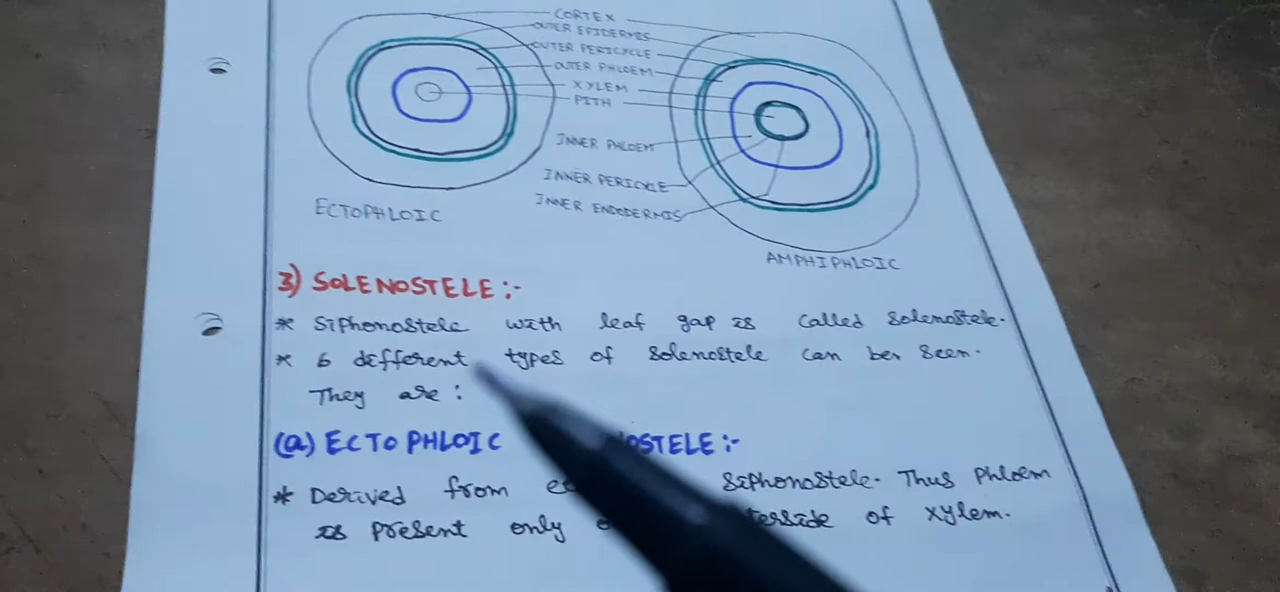 CORTEX
OUTER EPIDERMIS
OUTER PERICYCLE
OUTER PHLOEM
XYLEM
PITH
INNER PHLOEM
INNER PERICYCLE
INNER ENDODERMIS
ECTOPHLOIC
AMPHIPHLOIC
3) SOLENOSTELE :-
* Siphonostele with leaf gap is called Solenostele.
* 6 different types of Solenostele can ber Seen.
They are :
(a) ECTOPHLOIC NOSTELE :-
* Derived from Siphonostele. Thus Phloem
is present only of xylem.